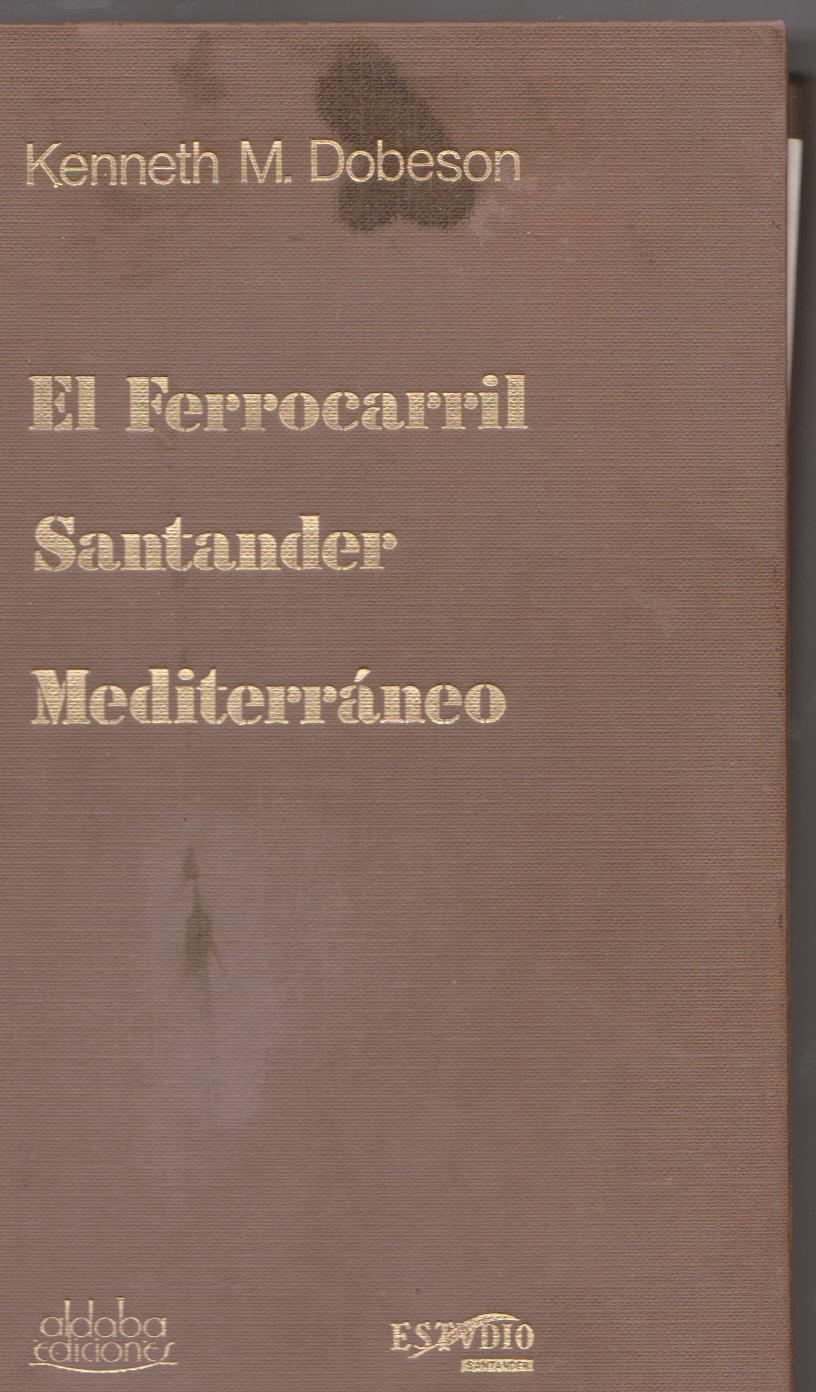 Kenneth M. Dobeson
El Ferrocarril
Santander
Mediterráneo
aldaba
ediciones
ESTVDIO
SANTANDER